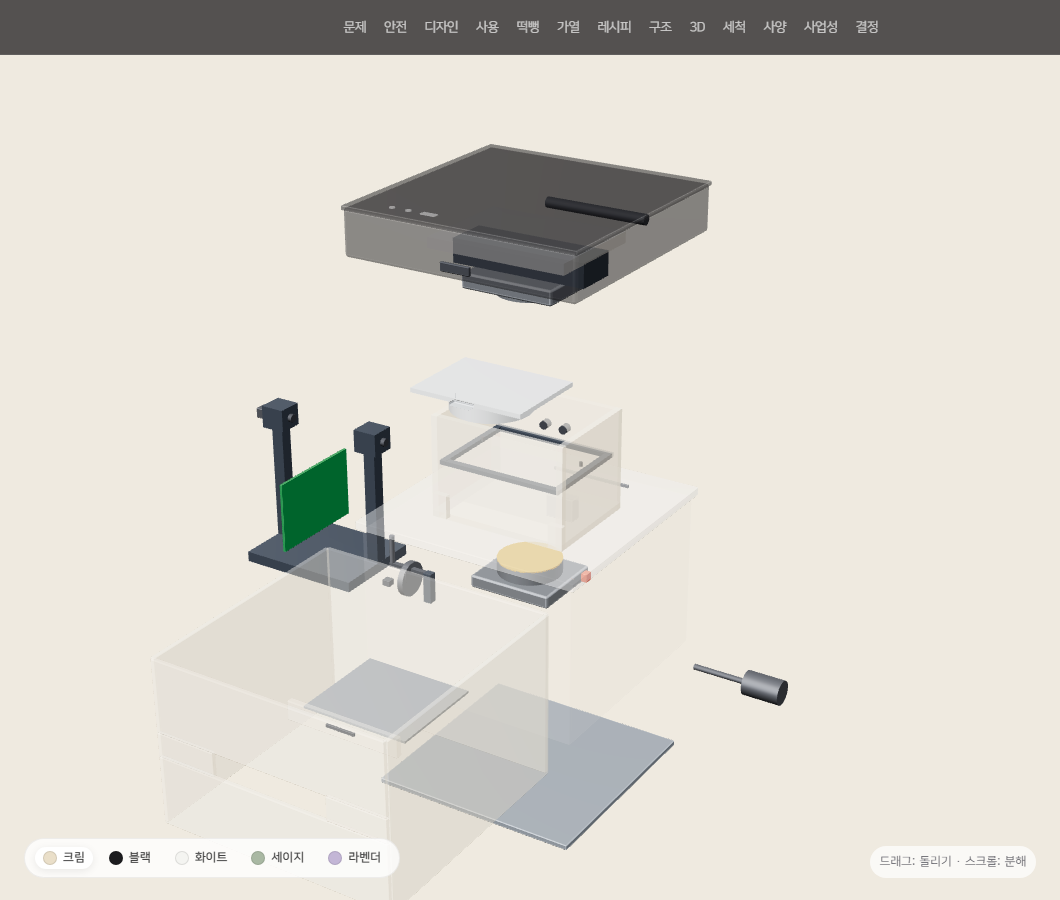 문제 안전 디자인 사용 떡뻥 가열 레시피 구조 3D 세척 사양 사업성 결정
크림 블랙 화이트 세이지 라벤더
드래그: 돌리기 · 스크롤: 분해